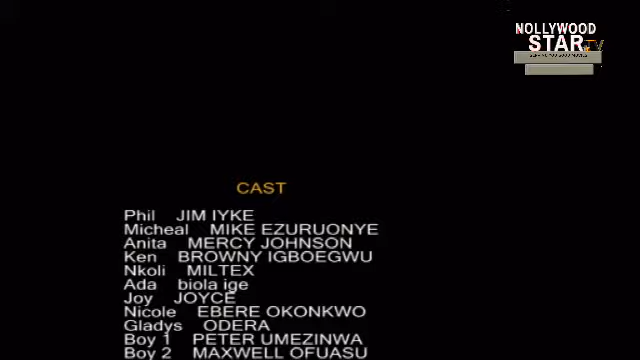 NOLLYWOOD
STAR TV
CAST
Phil JIM IYKE
Micheal MIKE EZURUONYE
Anita MERCY JOHNSON
Ken BROWNY IGBOEGWU
Nkoli MILTEX
Ada biola ige
Joy JOYCE
Nicole EBERE OKONKWO
Gladys ODERA
Boy 1 PETER UMEZINWA
Boy 2 MAXWELL OFUASU